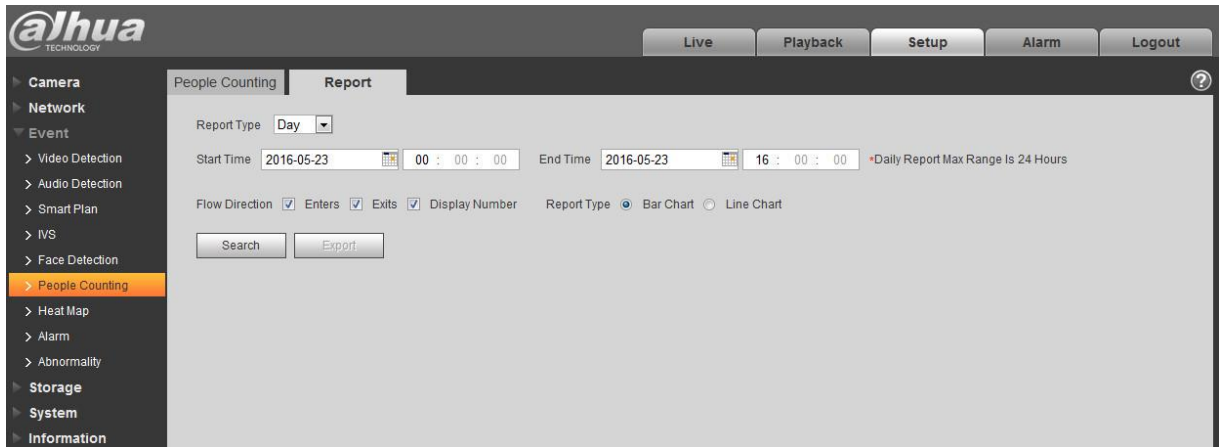 alhua
TECHNOLOGY
Live Playback Setup Alarm Logout
Camera
Network
Event
Video Detection
Audio Detection
Smart Plan
IVS
Face Detection
People Counting
Heat Map
Alarm
Abnormality
Storage
System
Information
People Counting Report ?
Report Type Day
Start Time 2016-05-23 00 : 00 : 00 End Time 2016-05-23 16 : 00 : 00 *Daily Report Max Range Is 24 Hours
Flow Direction Enters Exits Display Number Report Type Bar Chart Line Chart
Search Export